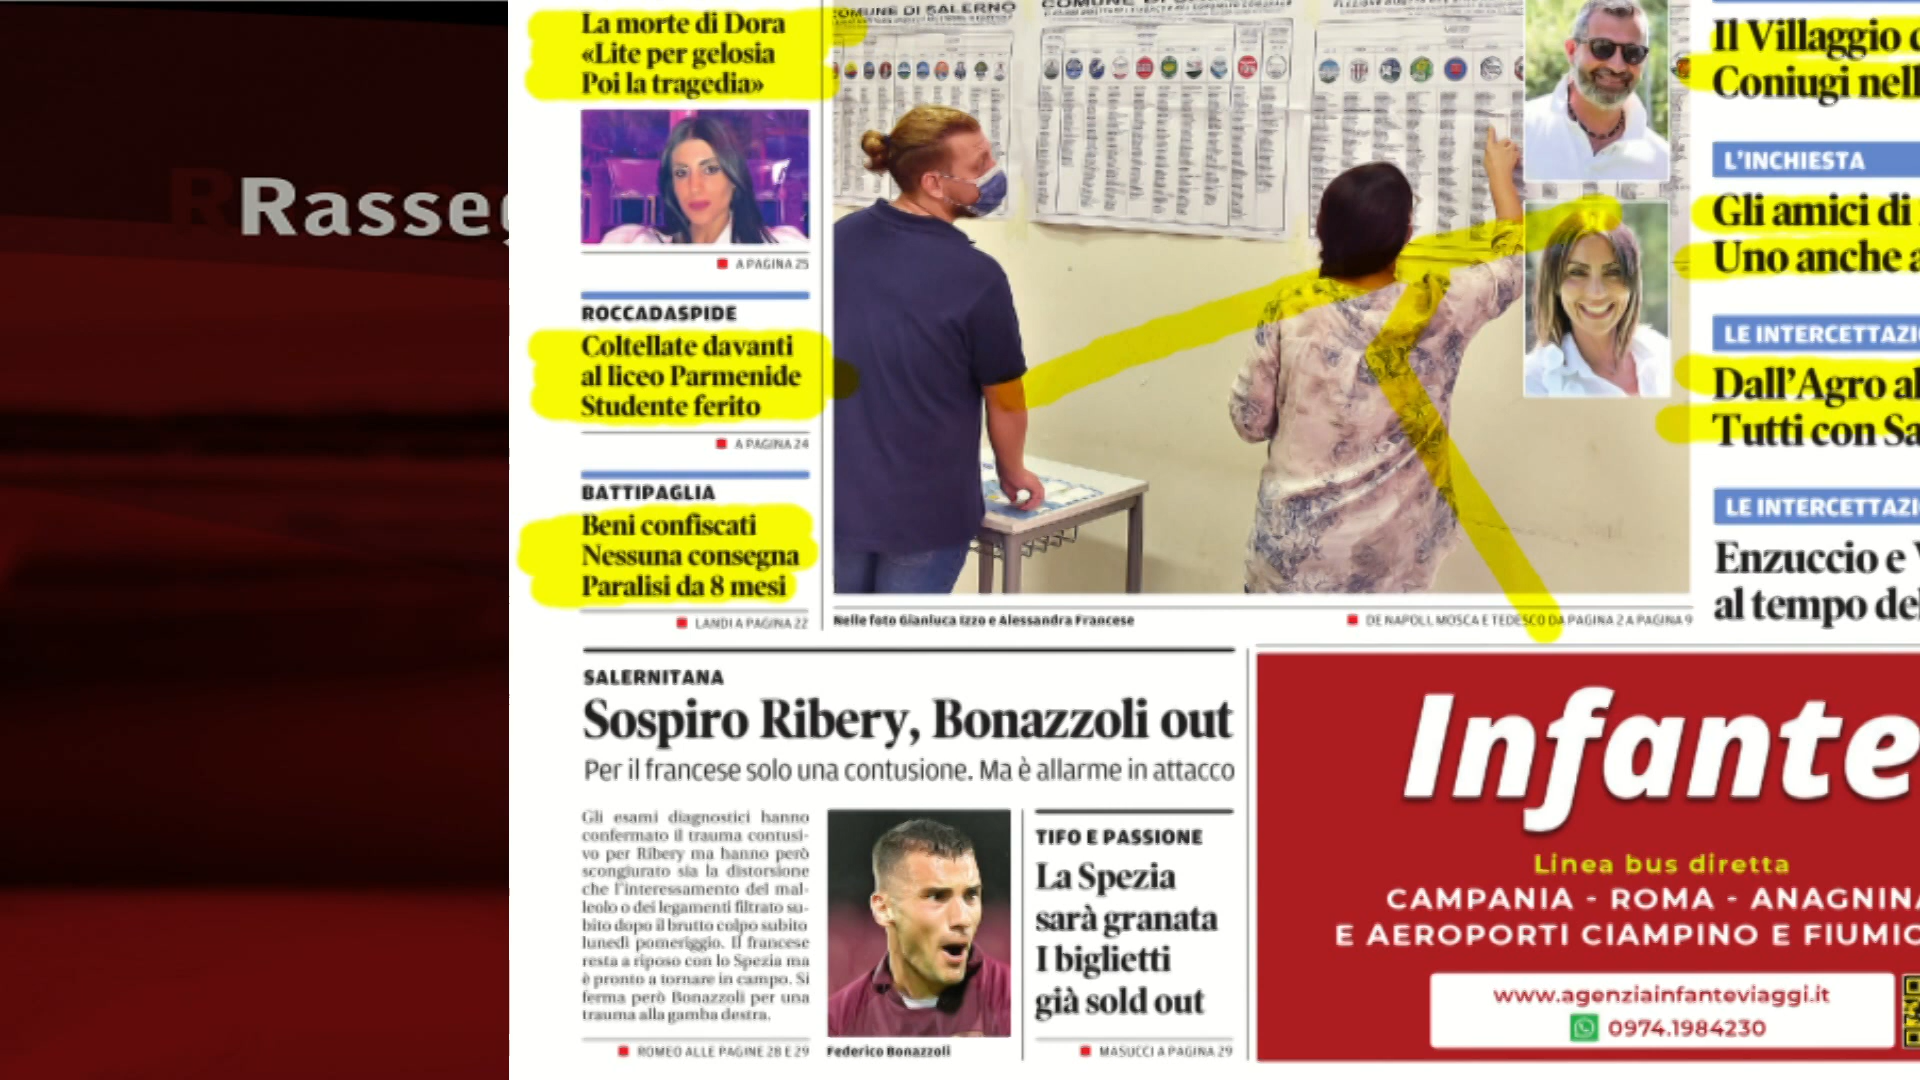 Rasse
La morte di Dora
«Lite per gelosia
Poi la tragedia»
A PAGINA 25
ROCCADASPIDE
Coltellate davanti
al liceo Parmenide
Studente ferito
A PAGINA 24
BATTIPAGLIA
Beni confiscati
Nessuna consegna
Paralisi da 8 mesi
LANDI A PAGINA 22
COMUNE DI SALERNO
COMUNE DI
Nelle foto Gianluca Izzo e Alessandra Francese
DE NAPOLI, MOSCA E TEDESCO DA PAGINA 2 A PAGINA 9
Il Villaggio
Coniugi nell
L'INCHIESTA
Gli amici di
Uno anche a
LE INTERCETTAZI
Dall'Agro al
Tutti con Sa
LE INTERCETTAZI
Enzuccio e
al tempo de
SALERNITANA
Sospiro Ribery, Bonazzoli out
Per il francese solo una contusione. Ma è allarme in attacco
Gli esami diagnostici hanno
confermato il trauma contusi-
vo per Ribery ma hanno però
scongiurato sia la distorsione
che l'interessamento del mal-
leolo o dei legamenti filtrato su-
bito dopo il brutto colpo subito
lunedì pomeriggio. Il francese
resta a riposo con lo Spezia ma
è pronto a tornare in campo. Si
ferma però Bonazzoli per una
trauma alla gamba destra.
ROMEO ALLE PAGINE 28 E 29
Federico Bonazzoli
TIFO E PASSIONE
La Spezia
sarà granata
I biglietti
già sold out
MASUCCI A PAGINA 29
Infante
Linea bus diretta
CAMPANIA - ROMA - ANAGNINA
E AEROPORTI CIAMPINO E FIUMIC
www.agenziainfanteviaggi.it
0974.1984230